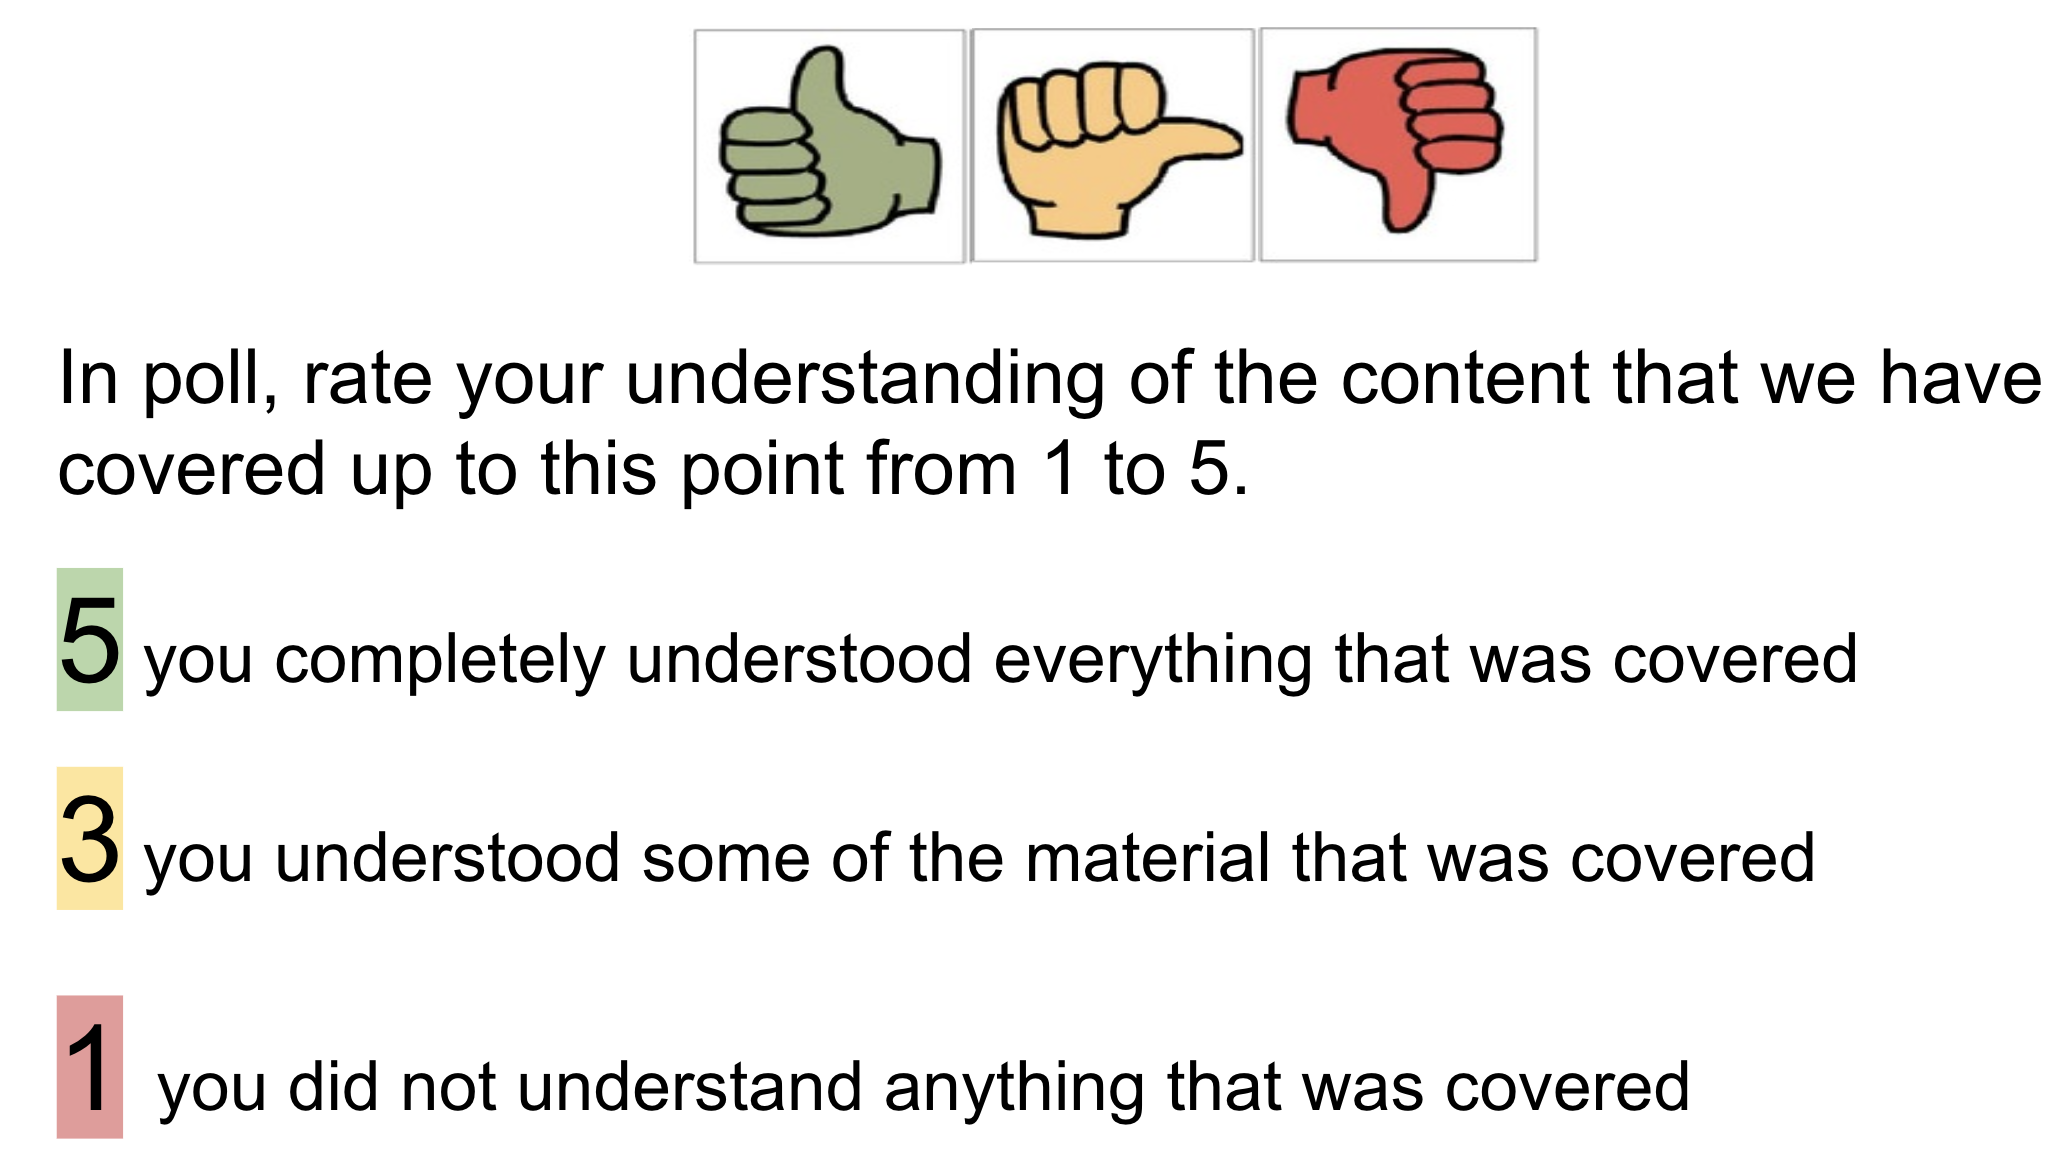 In poll, rate your understanding of the content that we have
covered up to this point from 1 to 5.
5 you completely understood everything that was covered
3 you understood some of the material that was covered
1 you did not understand anything that was covered